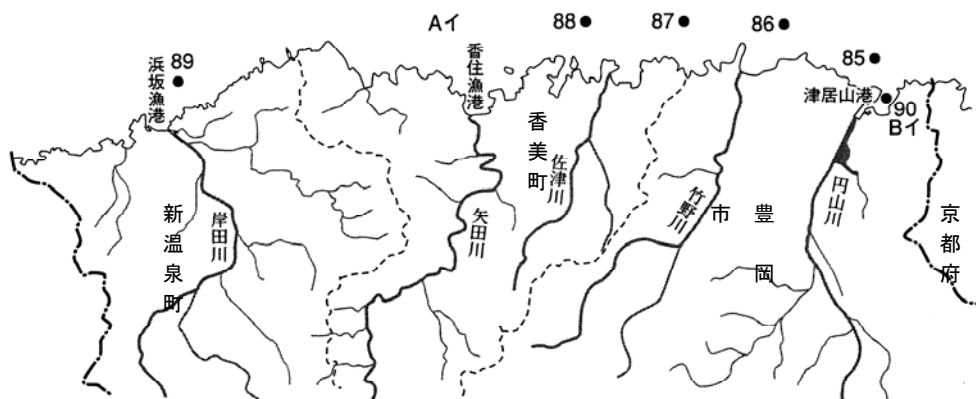 浜坂漁港
89
Aイ
香住漁港
88
87
86
85
津居山港
90
Bイ
香美町
佐津川
新温泉町
岸田川
矢田川
竹野川
豊岡市
円山川
京都府